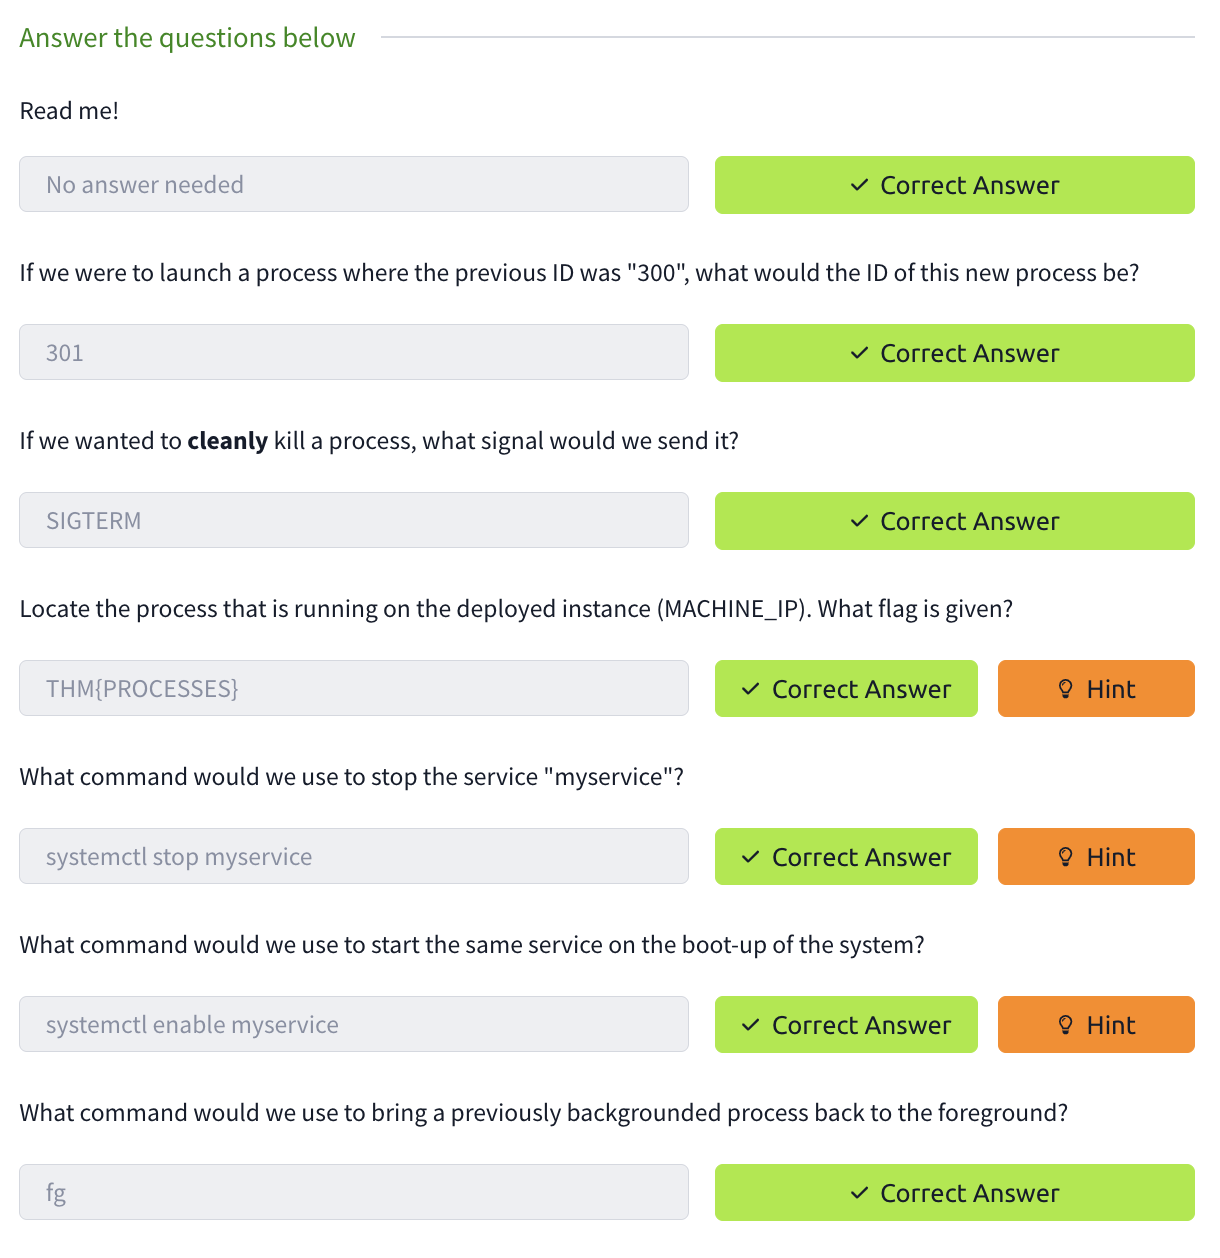 Answer the questions below
Read me!
No answer needed
Correct Answer
If we were to launch a process where the previous ID was "300", what would the ID of this new process be?
301
Correct Answer
If we wanted to cleanly kill a process, what signal would we send it?
SIGTERM
Correct Answer
Locate the process that is running on the deployed instance (MACHINE_IP). What flag is given?
THM{PROCESSES}
Correct Answer
Hint
What command would we use to stop the service "myservice"?
systemctl stop myservice
Correct Answer
Hint
What command would we use to start the same service on the boot-up of the system?
systemctl enable myservice
Correct Answer
Hint
What command would we use to bring a previously backgrounded process back to the foreground?
fg
Correct Answer